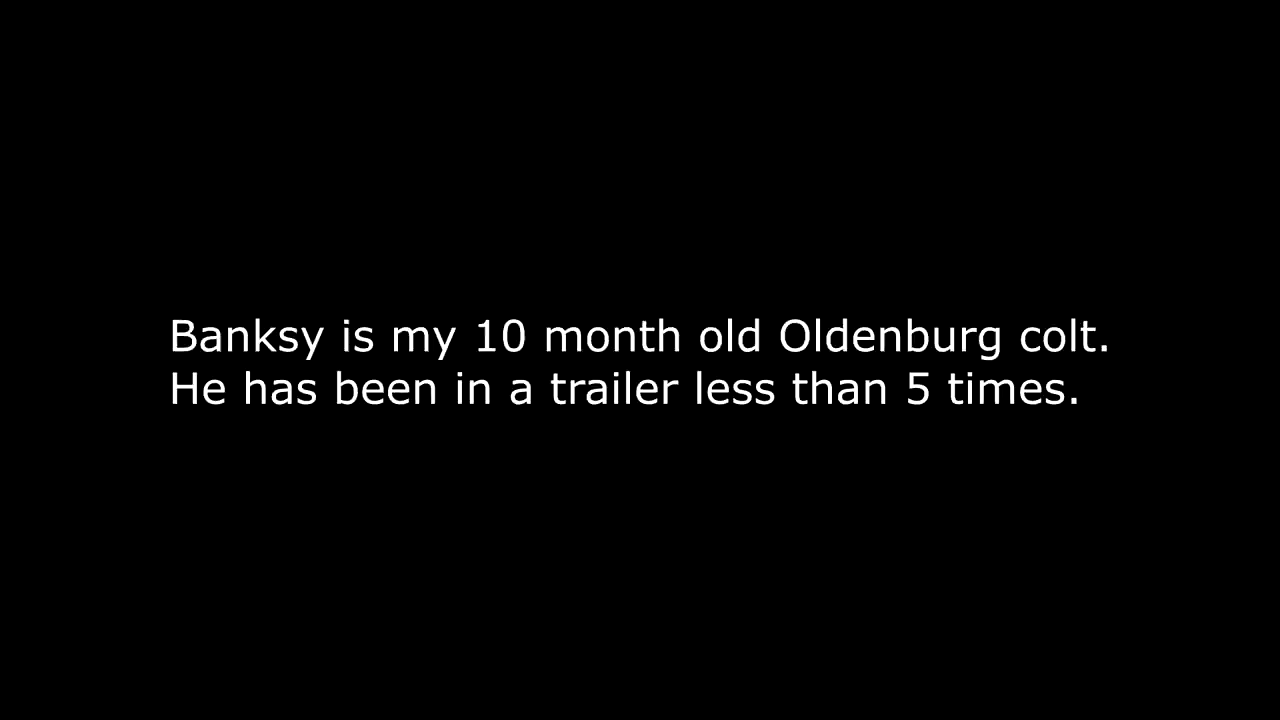 Banksy is my 10 month old Oldenburg colt.
He has been in a trailer less than 5 times.